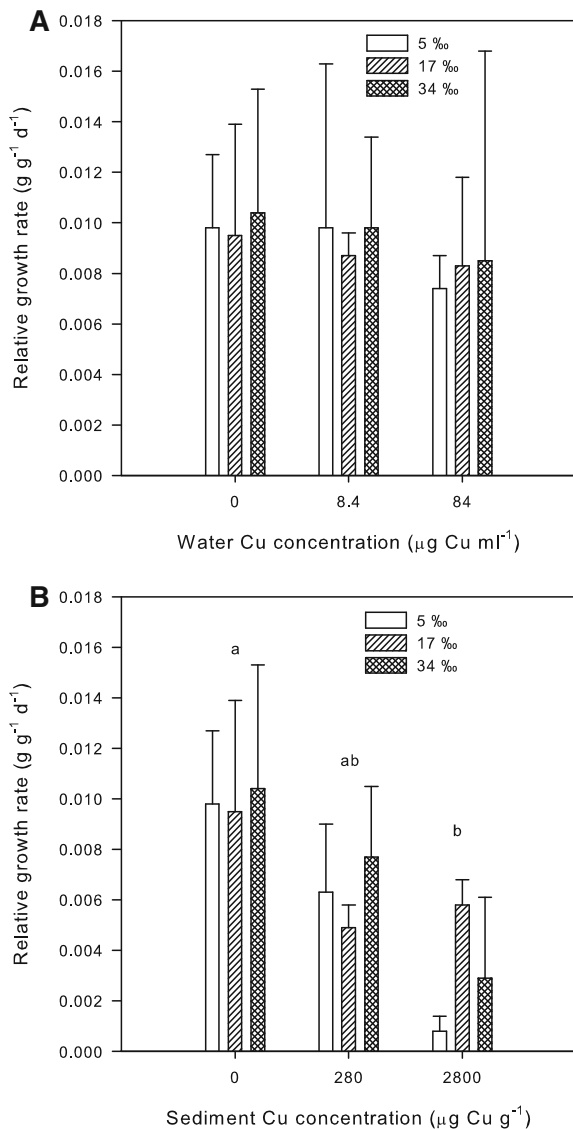 A
Relative growth rate (g g⁻¹ d⁻¹)
0.018
0.016
0.014
0.012
0.010
0.008
0.006
0.004
0.002
0.000
5 ‰
17 ‰
34 ‰
0 8.4 84
Water Cu concentration (μg Cu ml⁻¹)
B
Relative growth rate (g g⁻¹ d⁻¹)
0.018
0.016
0.014
0.012
0.010
0.008
0.006
0.004
0.002
0.000
5 ‰
17 ‰
34 ‰
a
ab
b
0 280 2800
Sediment Cu concentration (μg Cu g⁻¹)